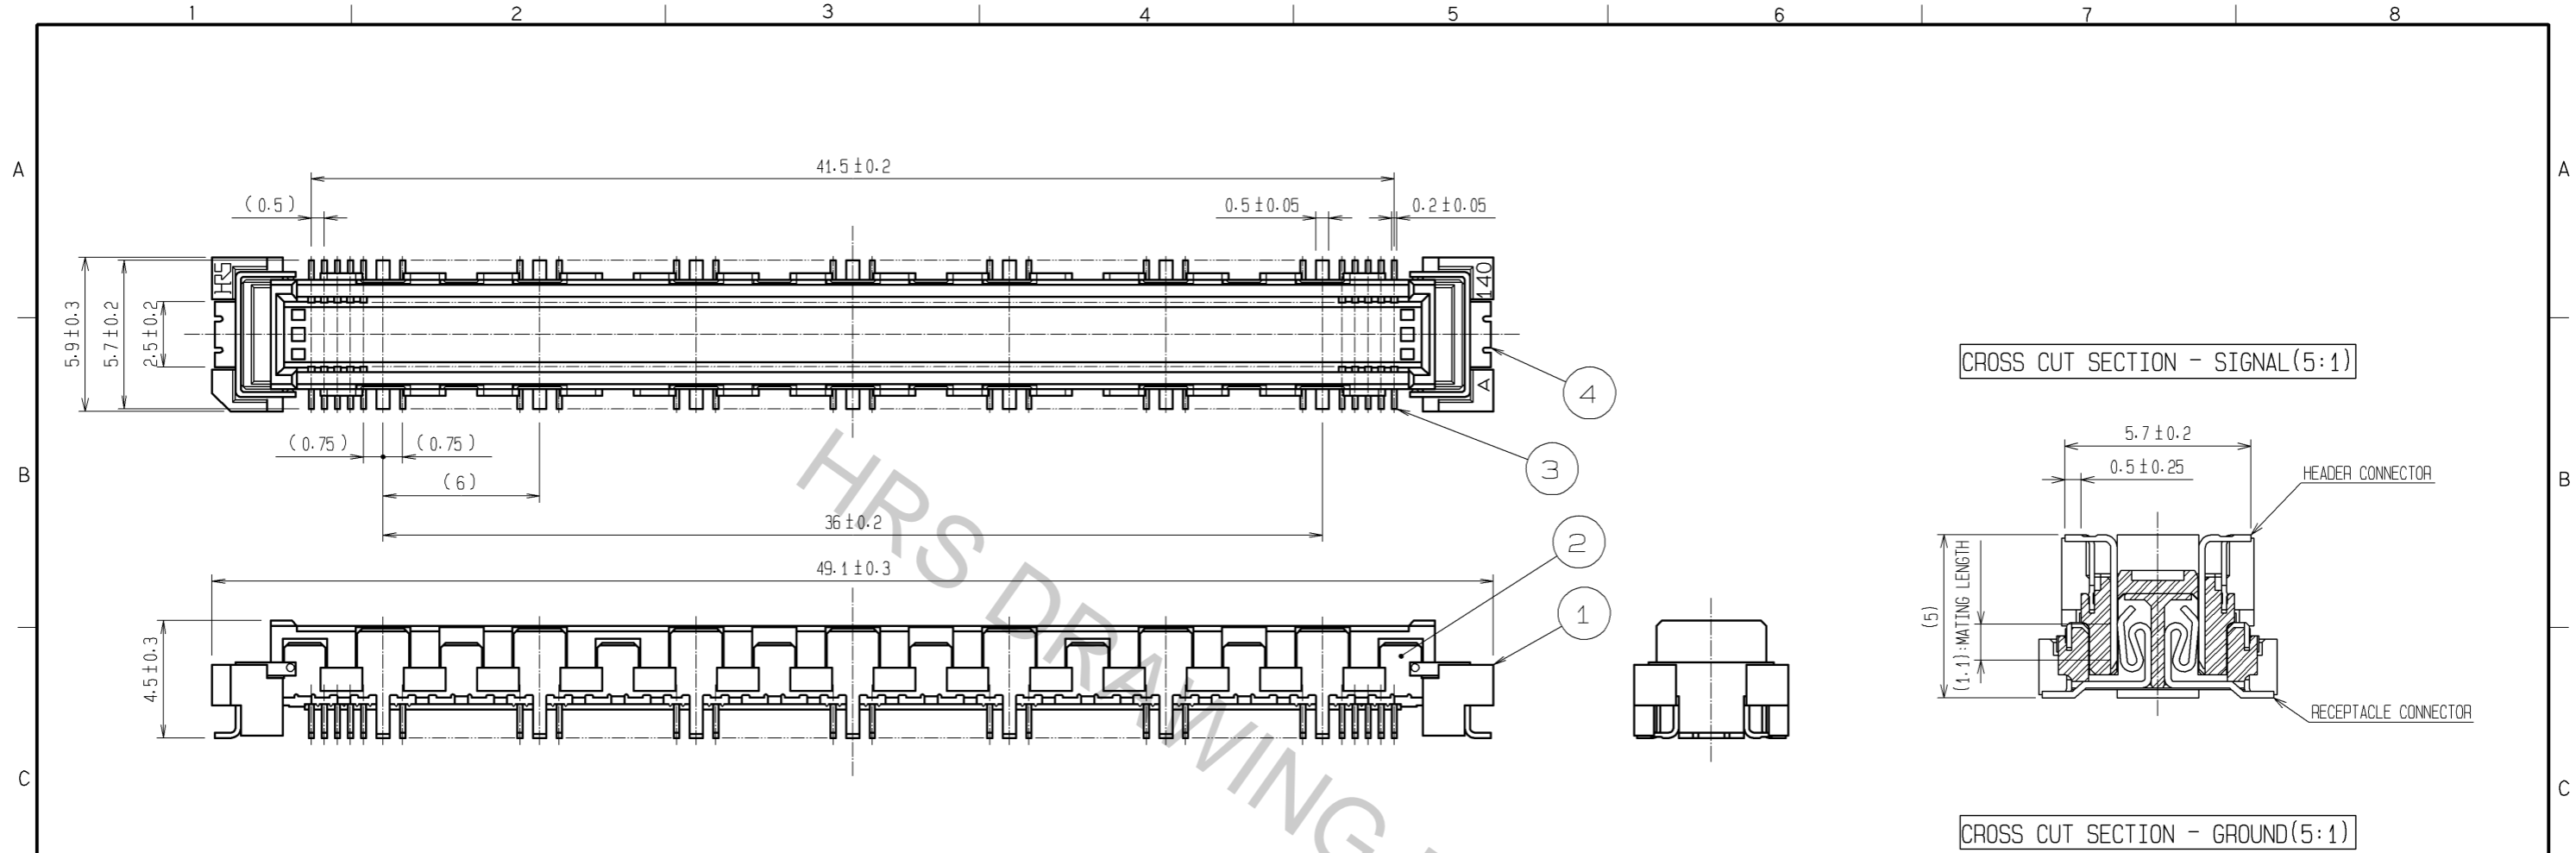 1 2 3 4 5 6 7 8
A A
41.5±0.2
(0.5) 0.5±0.05 0.2±0.05
HRS 140
5.9±0.3
5.7±0.2
2.5±0.2
A
CROSS CUT SECTION - SIGNAL(5:1)
4
(0.75) (0.75)
3
(6)
B B
36±0.2
5.7±0.2
0.5±0.25
HEADER CONNECTOR
2
49.1±0.3
1
4.5±0.3
(5)
(1.1):MATING LENGTH
RECEPTACLE CONNECTOR
HRS DRAWING
C C
CROSS CUT SECTION - GROUND(5:1)